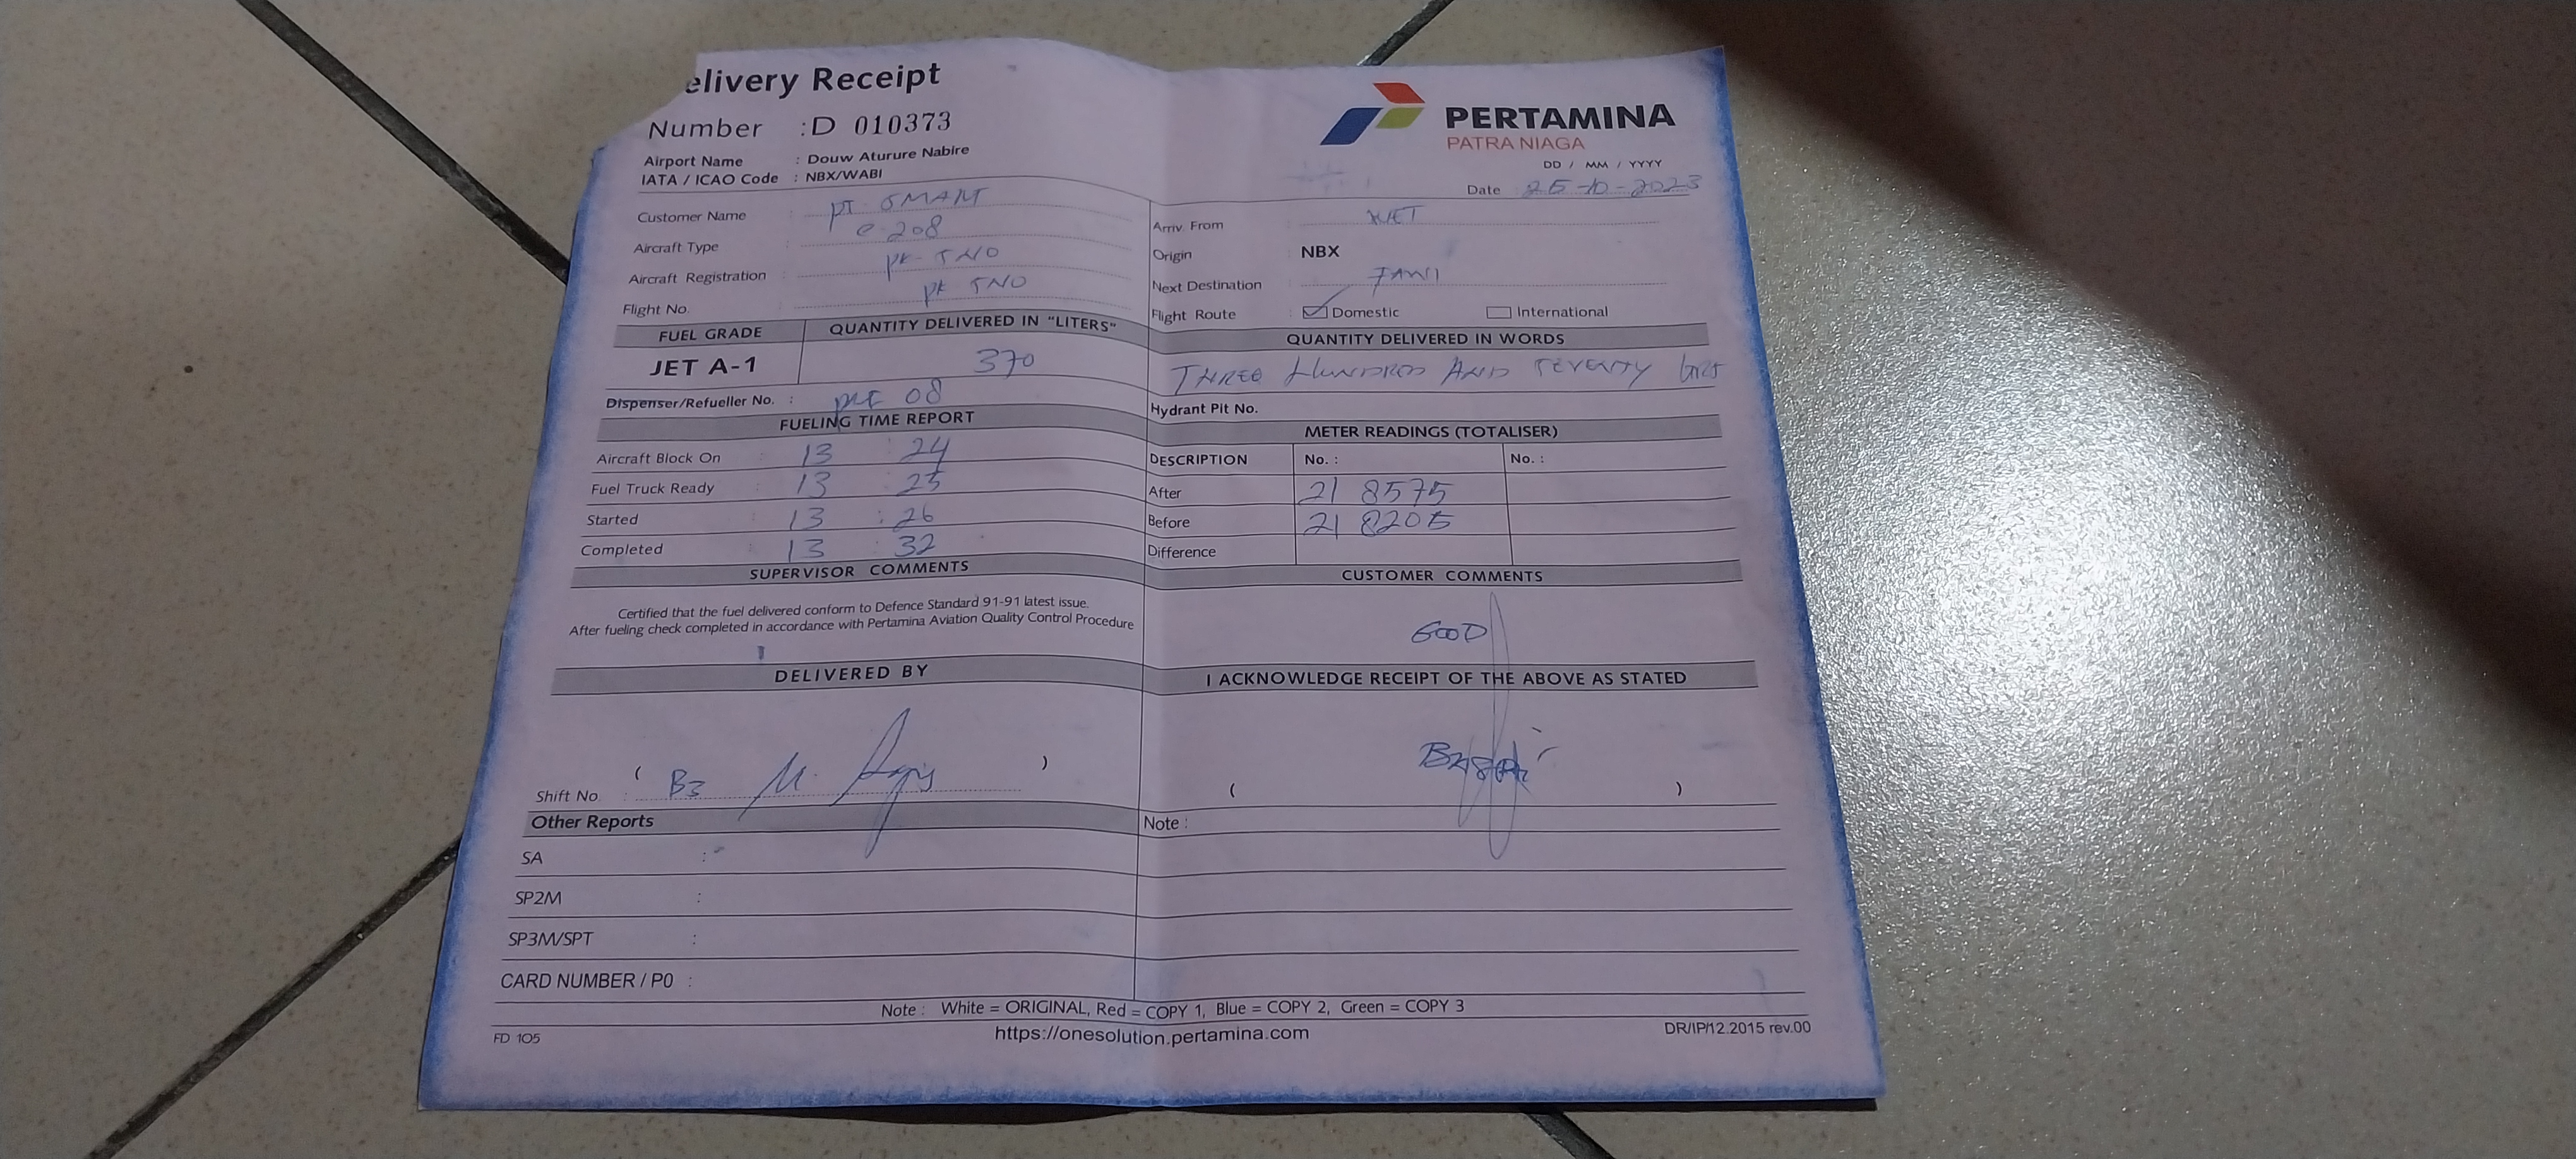 elivery Receipt
Number :D 010373
Airport Name : Douw Aturure Nabire
IATA / ICAO Code : NBX/WABI
PERTAMINA
PATRA NIAGA
DD / MM / YYYY
Date 25-10-2023
Customer Name : PT SMART
Aircraft Type : C 208
Aircraft Registration : PK-SNO
Flight No. PK SNO
Arriv. From
Origin : NBX
Next Destination
Flight Route : Domestic International
FUEL GRADE QUANTITY DELIVERED IN "LITERS"
JET A-1 370
Dispenser/Refueller No. : 08
QUANTITY DELIVERED IN WORDS
THREE HUNDRED AND SEVENTY
Hydrant Pit No.
FUELING TIME REPORT
Aircraft Block On : 13 : 24
Fuel Truck Ready : 13 : 25
Started : 13 : 26
Completed : 13 : 32
METER READINGS (TOTALISER)
DESCRIPTION No. : No. :
After 21 8575
Before 21 8205
Difference
SUPERVISOR COMMENTS
Certified that the fuel delivered conform to Defence Standard 91-91 latest issue.
After fueling check completed in accordance with Pertamina Aviation Quality Control Procedure
CUSTOMER COMMENTS
GOOD
DELIVERED BY
( )
Shift No : B3 M.
I ACKNOWLEDGE RECEIPT OF THE ABOVE AS STATED
( )
Other Reports
SA :
SP2M :
SP3M/SPT :
CARD NUMBER / P0 :
Note :
Note : White = ORIGINAL, Red = COPY 1, Blue = COPY 2, Green = COPY 3
FD 105
https://onesolution.pertamina.com
DR/IP/12.2015 rev.00